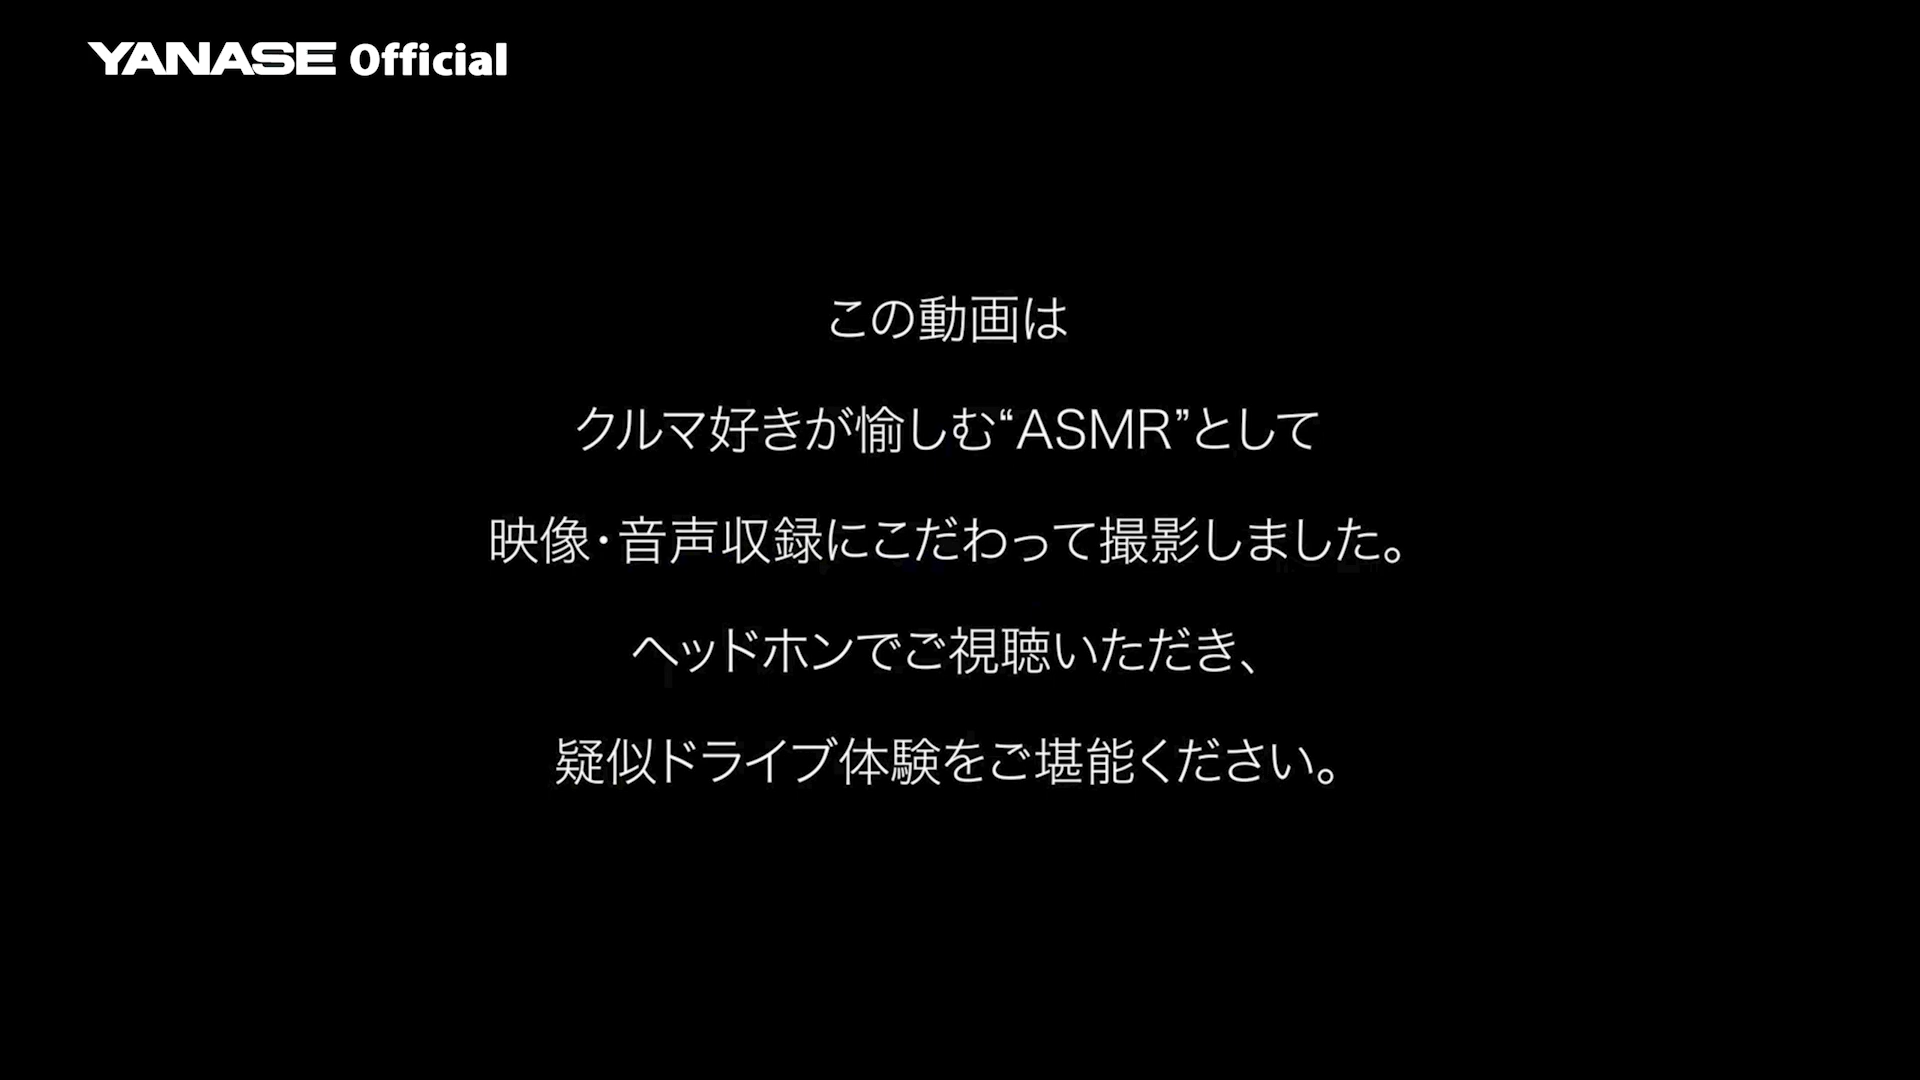 YANASE Official
この動画は
クルマ好きが愉しむ“ASMR”として
映像・音声収録にこだわって撮影しました。
ヘッドホンでご視聴いただき、
疑似ドライブ体験をご堪能ください。